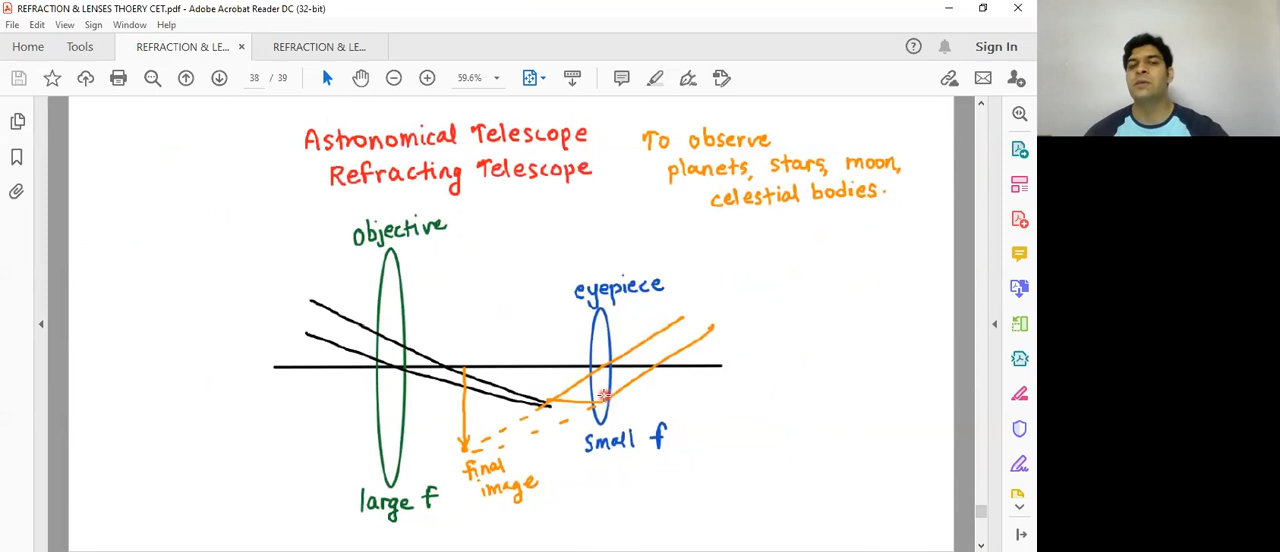 REFRACTION & LENSES THOERY CET.pdf - Adobe Acrobat Reader DC (32-bit)
File Edit View Sign Window Help
Home Tools REFRACTION & LE... × REFRACTION & LE... Sign In
38 / 39 59.6%
Astronomical Telescope
Refracting Telescope
To observe
planets, stars, moon,
celestial bodies.
objective
eyepiece
small f
final
image
large f